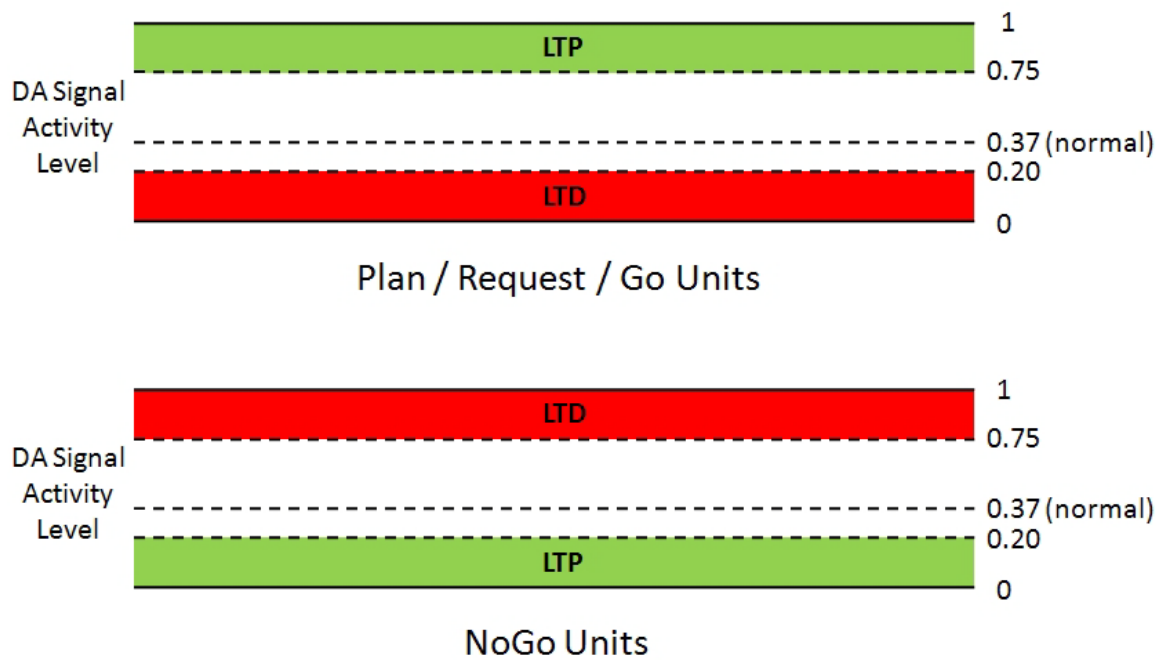 LTP
1
0.75
DA Signal
Activity
Level
0.37 (normal)
0.20
LTD
0
Plan / Request / Go Units
1
LTD
0.75
DA Signal
Activity
Level
0.37 (normal)
0.20
LTP
0
NoGo Units